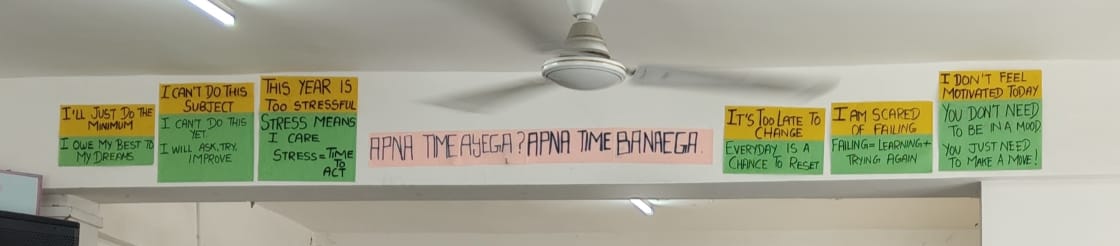 I'LL JUST DO THE
MINIMUM
I OWE MY BEST TO
MY DREAMS
I CAN'T DO THIS
SUBJECT
I CAN'T DO THIS
YET.
I WILL ASK, TRY,
IMPROVE
THIS YEAR IS
TOO STRESSFUL
STRESS MEANS
I CARE
STRESS = TIME
TO
ACT
APNA TIME AYEGA? APNA TIME BANAEGA.
IT'S TOO LATE TO
CHANGE
EVERYDAY IS A
CHANCE TO RESET
I AM SCARED
OF FAILING
FAILING = LEARNING +
TRYING AGAIN
I DON'T FEEL
MOTIVATED TODAY
YOU DON'T NEED
TO BE IN A MOOD
YOU JUST NEED
TO MAKE A MOVE!